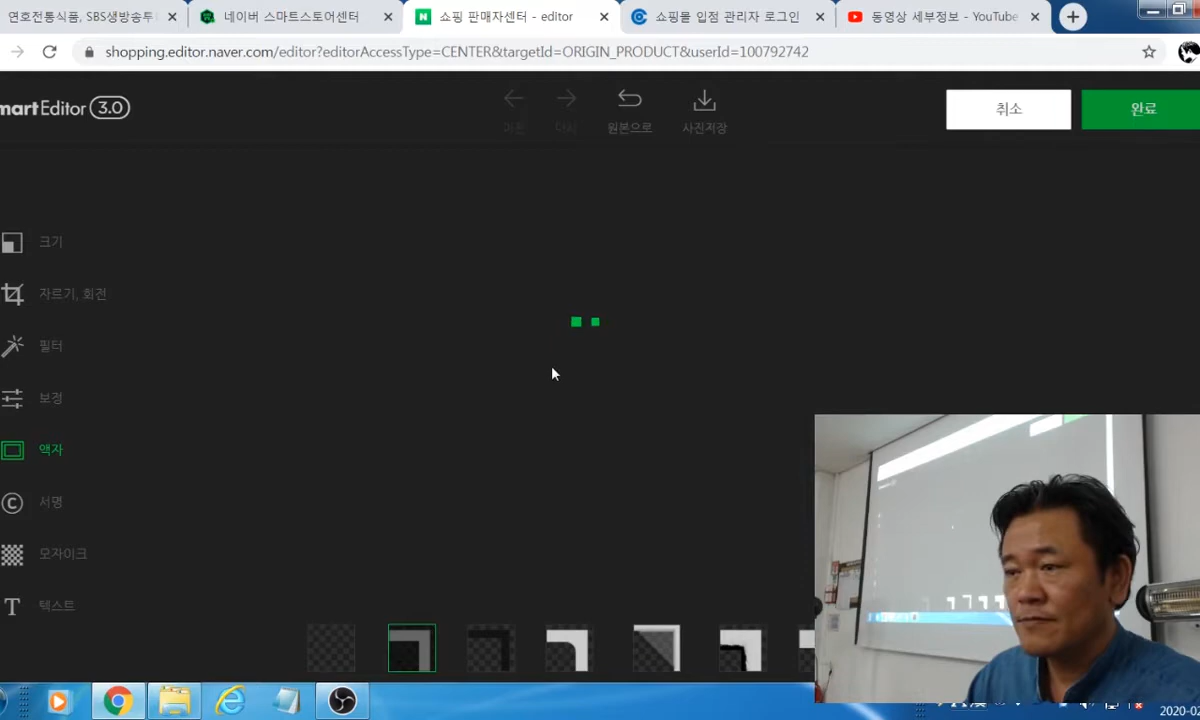 연호전통식품, SBS생방송투
네이버 스마트스토어센터
쇼핑 판매자센터 - editor
쇼핑몰 입점 관리자 로그인
동영상 세부정보 - YouTube
shopping.editor.naver.com/editor?editorAccessType=CENTER&targetId=ORIGIN_PRODUCT&userId=100792742
martEditor 3.0
원본으로
사진저장
취소
완료
크기
자르기, 회전
필터
보정
액자
서명
모자이크
T 텍스트
2020-02